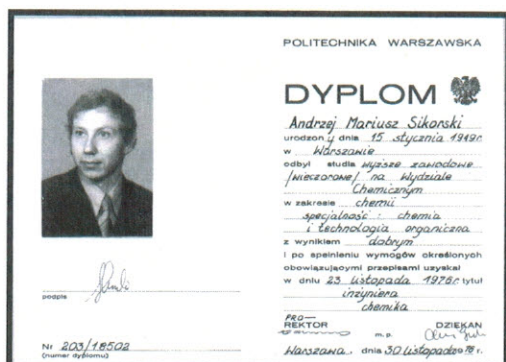 POLITECHNIKA WARSZAWSKA
DYPLOM
Andrzej Mariusz Sikorski
urodzony dnia 15 stycznia 1949r
w Warszawie
odbył studia wyższe zawodowe
/wieczorowe/ na Wydziale
Chemicznym
w zakresie chemii
specjalność: chemia
i technologia organiczna
z wynikiem dobrym
i po spełnieniu wymogów określonych
obowiązującymi przepisami uzyskał
w dniu 23 listopada 1978r tytuł
inżyniera
chemika
PRO—
REKTOR DZIEKAN
m.p.
Warszawa, dnia 30 listopada 78 r.
podpis
Nr 203/18502
(numer dyplomu)